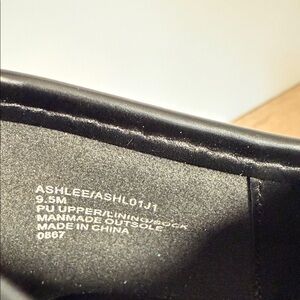 ASHLEE/ASHL01J1
9.5M
PU UPPER/LINING/SOCK
MANMADE OUTSOLE
MADE IN CHINA
0867